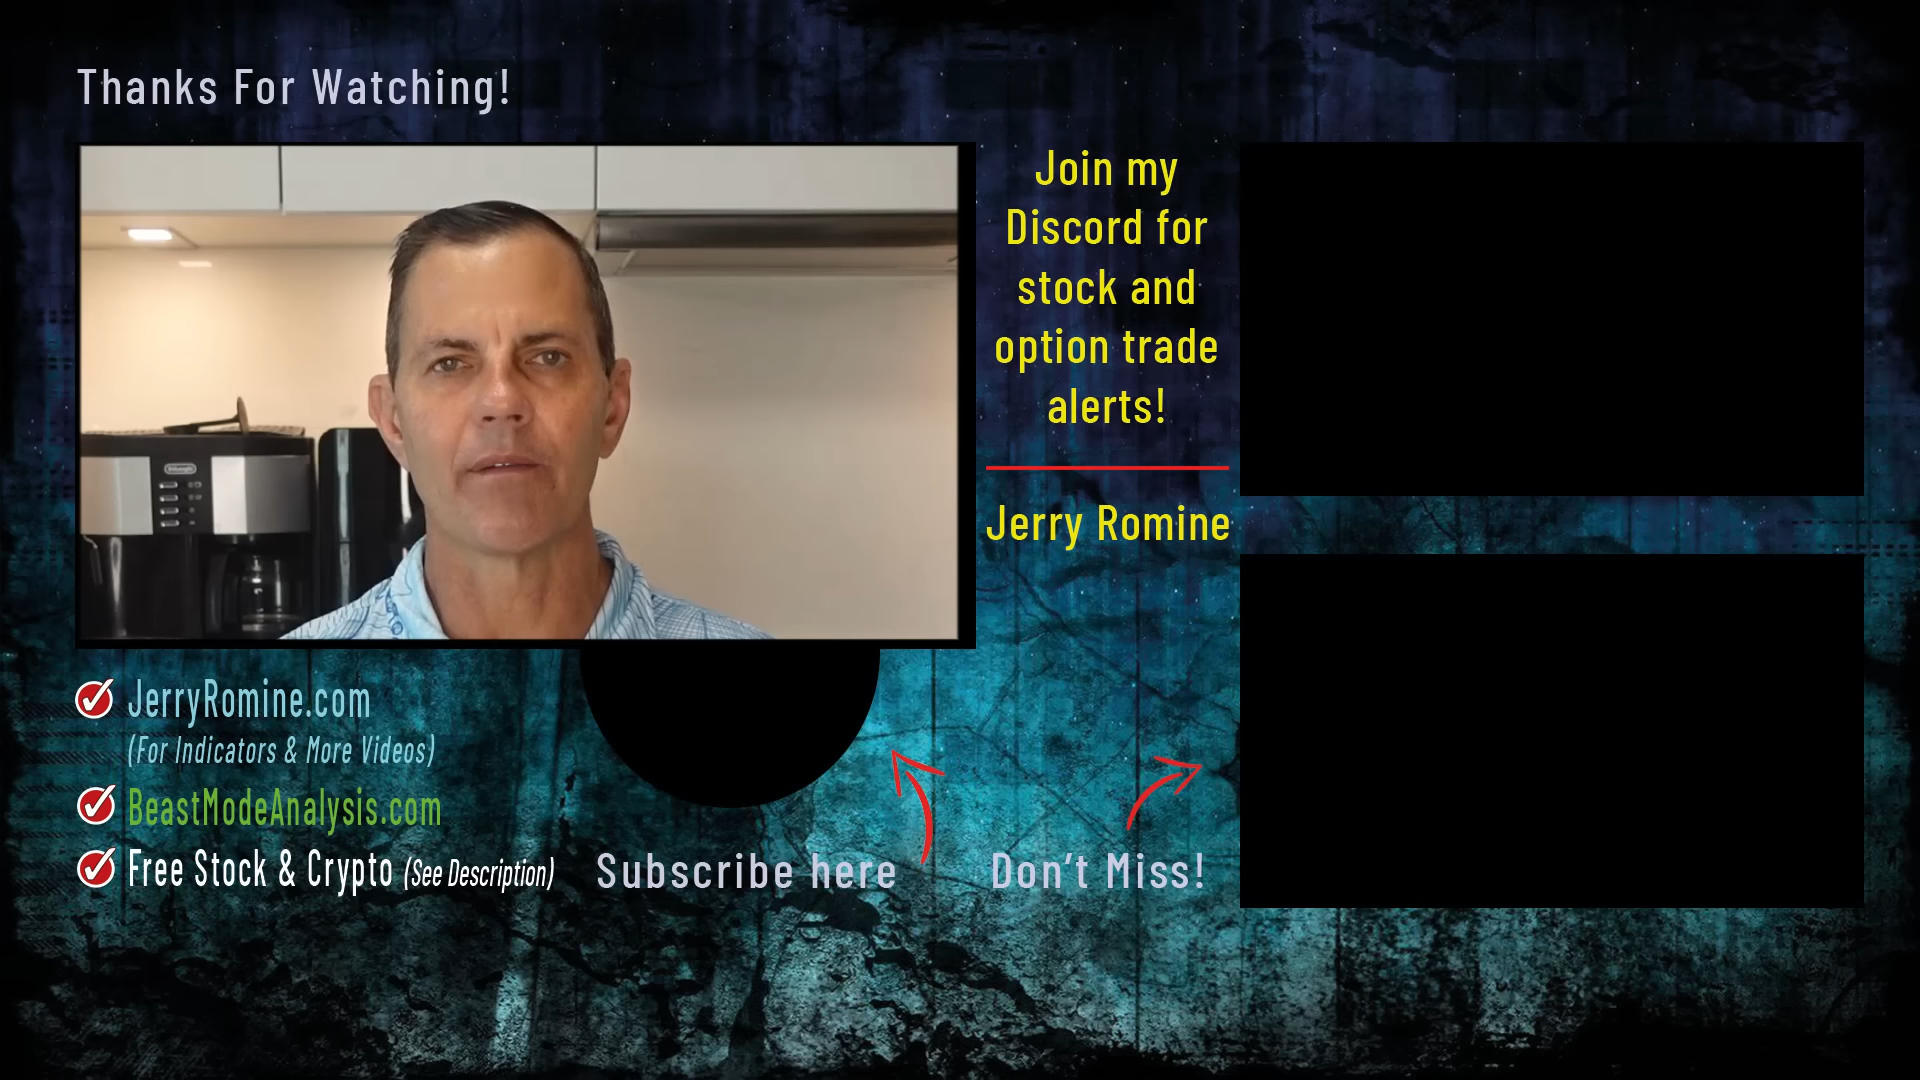 Thanks For Watching!
Join my
Discord for
stock and
option trade
alerts!
Jerry Romine
JerryRomine.com
(For Indicators & More Videos)
BeastModeAnalysis.com
Free Stock & Crypto (See Description)
Subscribe here
Don't Miss!